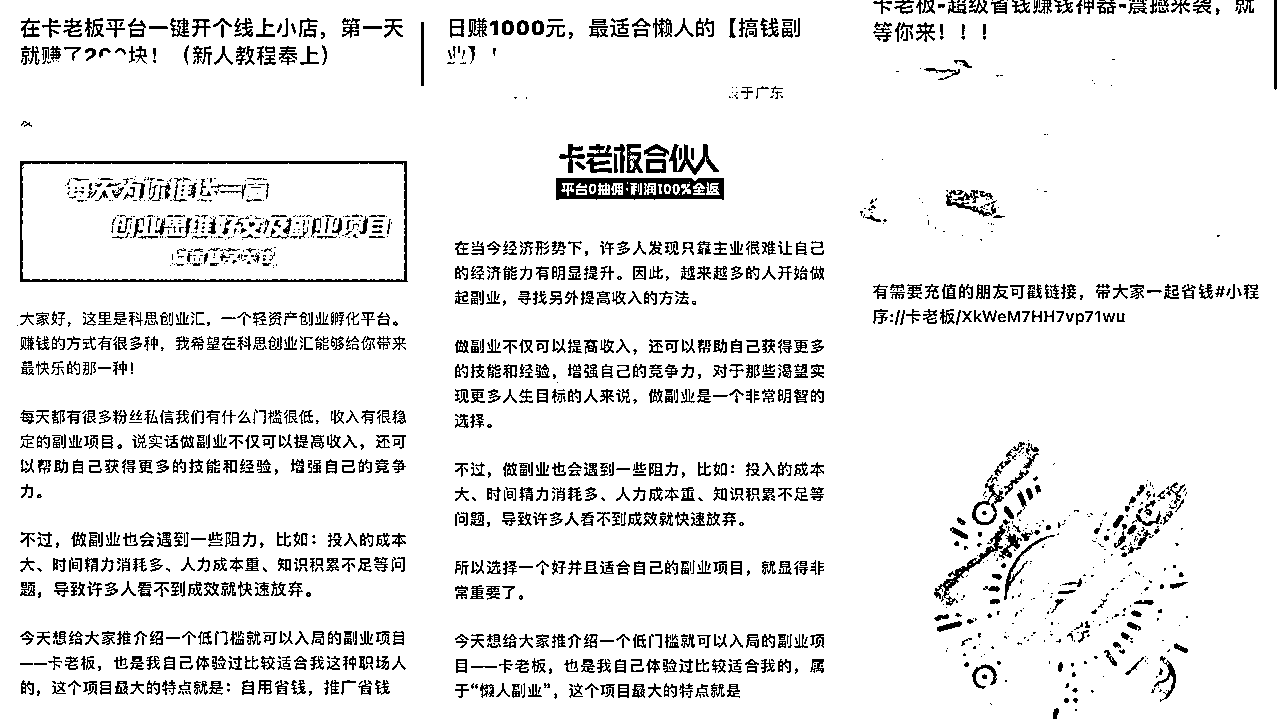 在卡老板平台一键开个线上小店，第一天
就赚了200块！（新人教程奉上）
每天为你推送一篇
创业思维好文及副业项目
大家好，这里是科思创业汇，一个轻资产创业孵化平台。
赚钱的方式有很多种，我希望在科思创业汇能够给你带来
最快乐的那一种！
每天都有很多粉丝私信我们有什么门槛很低，收入有很稳
定的副业项目。说实话做副业不仅可以提高收入，还可
以帮助自己获得更多的技能和经验，增强自己的竞争
力。
不过，做副业也会遇到一些阻力，比如：投入的成本
大、时间精力消耗多、人力成本重、知识积累不足等问
题，导致许多人看不到成效就快速放弃。
今天想给大家推介绍一个低门槛就可以入局的副业项目
——卡老板，也是我自己体验过比较适合我这种职场人
的，这个项目最大的特点就是：自用省钱，推广省钱
日赚1000元，最适合懒人的【搞钱副
业】！
发于广东
卡老板合伙人
平台0抽佣·利润100%全返
在当今经济形势下，许多人发现只靠主业很难让自己
的经济能力有明显提升。因此，越来越多的人开始做
起副业，寻找另外提高收入的方法。
做副业不仅可以提高收入，还可以帮助自己获得更多
的技能和经验，增强自己的竞争力，对于那些渴望实
现更多人生目标的人来说，做副业是一个非常明智的
选择。
不过，做副业也会遇到一些阻力，比如：投入的成本
大、时间精力消耗多、人力成本重、知识积累不足等
问题，导致许多人看不到成效就快速放弃。
所以选择一个好并且适合自己的副业项目，就显得非
常重要了。
今天想给大家推介绍一个低门槛就可以入局的副业项
目——卡老板，也是我自己体验过比较适合我的，属
于“懒人副业”，这个项目最大的特点就是
卡老板-超级省钱赚钱神器-震撼来袭，就
等你来！！！
有需要充值的朋友可戳链接，带大家一起省钱#小程
序://卡老板/XkWeM7HH7vp71wu